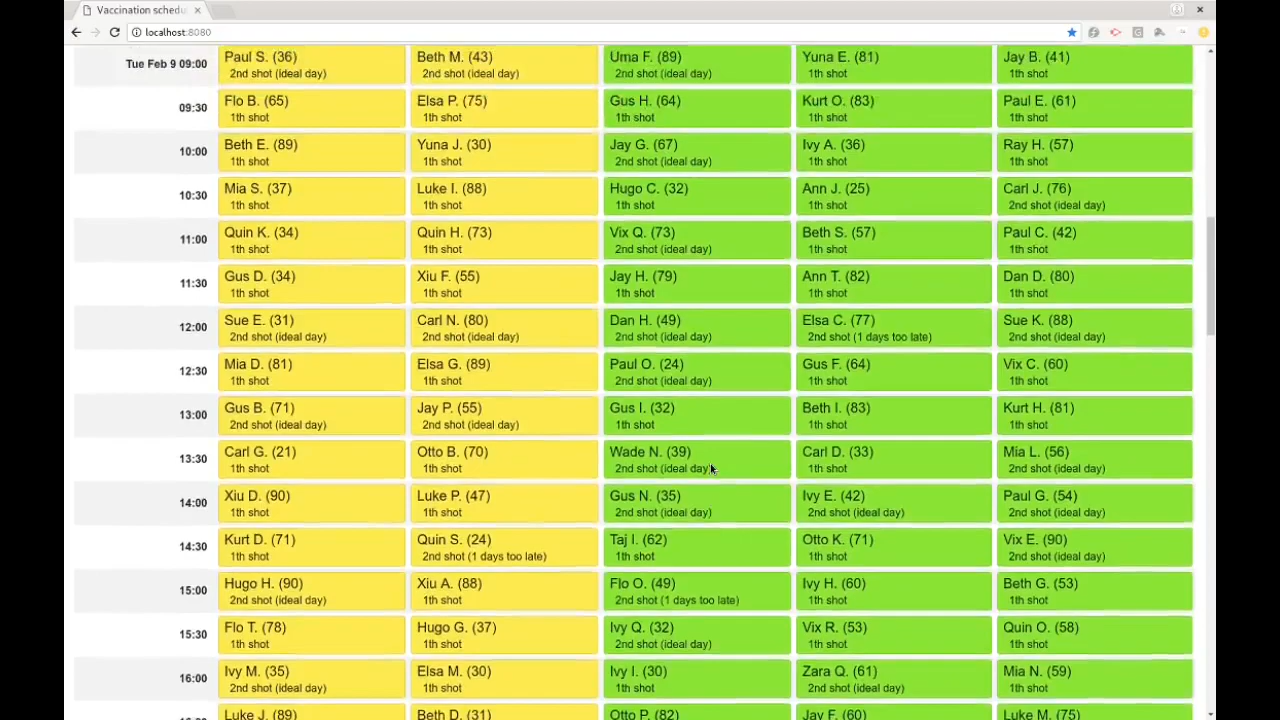 Vaccination schedu
localhost:8080
Tue Feb 9 09:00
Paul S. (36)
2nd shot (ideal day)
Beth M. (43)
2nd shot (ideal day)
Uma F. (89)
2nd shot (ideal day)
Yuna E. (81)
1th shot
Jay B. (41)
1th shot
09:30
Flo B. (65)
1th shot
Elsa P. (75)
1th shot
Gus H. (64)
1th shot
Kurt O. (83)
1th shot
Paul E. (61)
1th shot
10:00
Beth E. (89)
1th shot
Yuna J. (30)
1th shot
Jay G. (67)
2nd shot (ideal day)
Ivy A. (36)
1th shot
Ray H. (57)
1th shot
10:30
Mia S. (37)
1th shot
Luke I. (88)
1th shot
Hugo C. (32)
1th shot
Ann J. (25)
1th shot
Carl J. (76)
2nd shot (ideal day)
11:00
Quin K. (34)
1th shot
Quin H. (73)
1th shot
Vix Q. (73)
2nd shot (ideal day)
Beth S. (57)
1th shot
Paul C. (42)
1th shot
11:30
Gus D. (34)
1th shot
Xiu F. (55)
1th shot
Jay H. (79)
1th shot
Ann T. (82)
1th shot
Dan D. (80)
1th shot
12:00
Sue E. (31)
2nd shot (ideal day)
Carl N. (80)
2nd shot (ideal day)
Dan H. (49)
2nd shot (ideal day)
Elsa C. (77)
2nd shot (1 days too late)
Sue K. (88)
2nd shot (ideal day)
12:30
Mia D. (81)
1th shot
Elsa G. (89)
1th shot
Paul O. (24)
2nd shot (ideal day)
Gus F. (64)
1th shot
Vix C. (60)
1th shot
13:00
Gus B. (71)
2nd shot (ideal day)
Jay P. (55)
2nd shot (ideal day)
Gus I. (32)
1th shot
Beth I. (83)
1th shot
Kurt H. (81)
1th shot
13:30
Carl G. (21)
1th shot
Otto B. (70)
1th shot
Wade N. (39)
2nd shot (ideal day)
Carl D. (33)
1th shot
Mia L. (56)
2nd shot (ideal day)
14:00
Xiu D. (90)
1th shot
Luke P. (47)
1th shot
Gus N. (35)
2nd shot (ideal day)
Ivy E. (42)
2nd shot (ideal day)
Paul G. (54)
2nd shot (ideal day)
14:30
Kurt D. (71)
1th shot
Quin S. (24)
2nd shot (1 days too late)
Taj I. (62)
1th shot
Otto K. (71)
1th shot
Vix E. (90)
2nd shot (ideal day)
15:00
Hugo H. (90)
2nd shot (ideal day)
Xiu A. (88)
1th shot
Flo O. (49)
2nd shot (1 days too late)
Ivy H. (60)
1th shot
Beth G. (53)
1th shot
15:30
Flo T. (78)
1th shot
Hugo G. (37)
1th shot
Ivy Q. (32)
2nd shot (ideal day)
Vix R. (53)
1th shot
Quin O. (58)
1th shot
16:00
Ivy M. (35)
2nd shot (ideal day)
Elsa M. (30)
1th shot
Ivy I. (30)
1th shot
Zara Q. (61)
2nd shot (ideal day)
Mia N. (59)
1th shot
Luke J. (89)
Beth D. (31)
Otto P. (82)
Jay F. (60)
Luke M. (75)